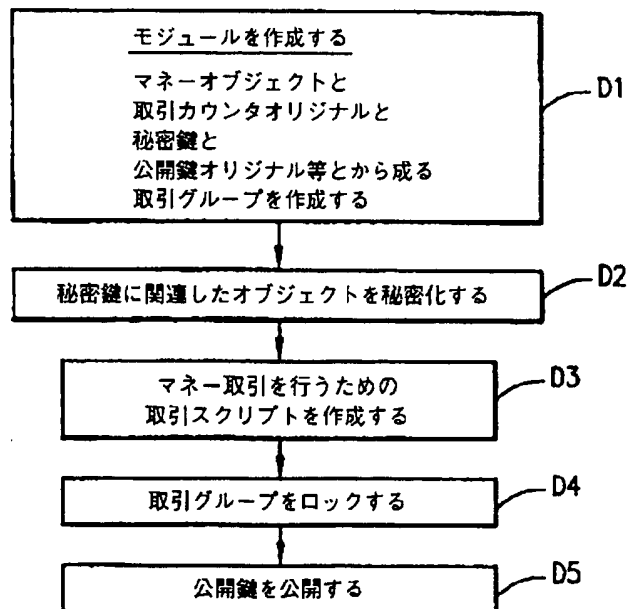 モジュールを作成する
マネーオブジェクトと
取引カウンタオリジナルと
秘密鍵と
公開鍵オリジナル等とから成る
取引グループを作成する
D1
秘密鍵に関連したオブジェクトを秘密化する
D2
マネー取引を行うための
取引スクリプトを作成する
D3
取引グループをロックする
D4
公開鍵を公開する
D5